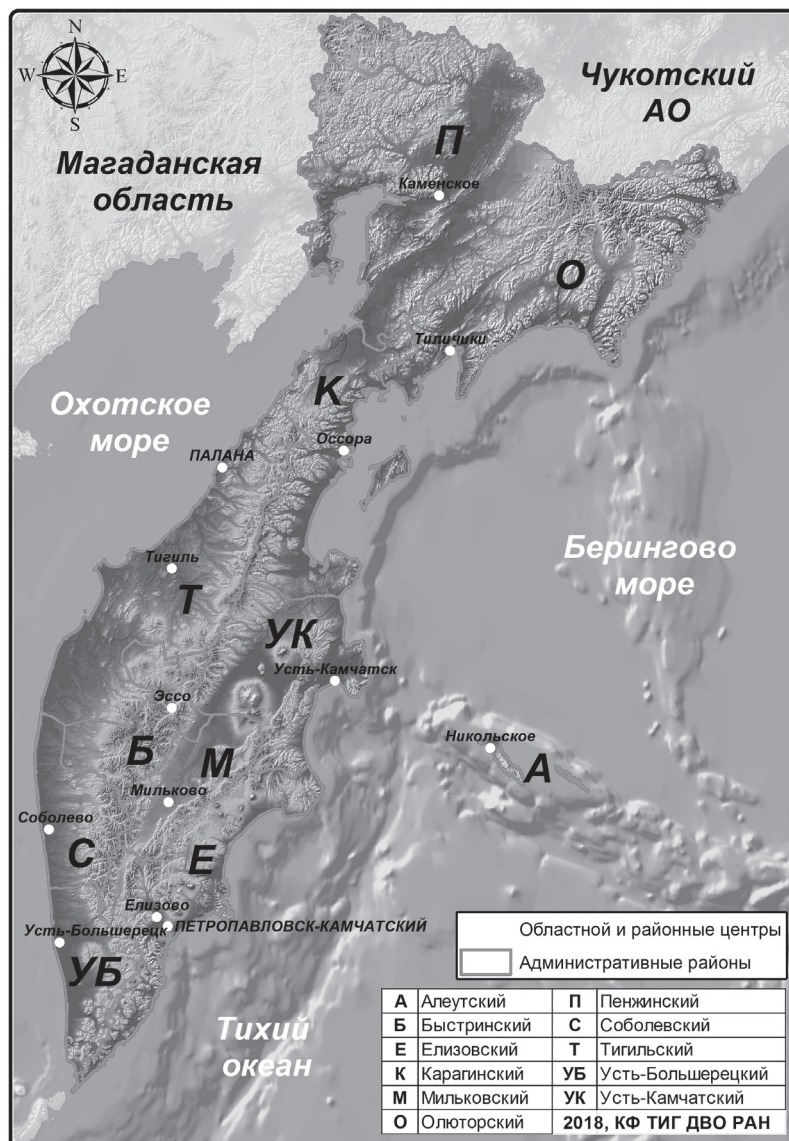 N
W E
S
Чукотский
АО
Магаданская
область
П
Каменское
О
Тиличики
К
Охотское
море
Оссора
ПАЛАНА
Берингово
море
Тигиль
Т
УК
Усть-Камчатск
Эссо
Б
М
Никольское
А
Мильково
Соболево
С
Е
Елизово
ПЕТРОПАВЛОВСК-КАМЧАТСКИЙ
Усть-Большерецк
УБ
Тихий
океан
Областной и районные центры
Административные районы
А Алеутский П Пенжинский
Б Быстринский С Соболевский
Е Елизовский Т Тигильский
К Карагинский УБ Усть-Большерецкий
М Мильковский УК Усть-Камчатский
О Олюторский 2018, КФ ТИГ ДВО РАН